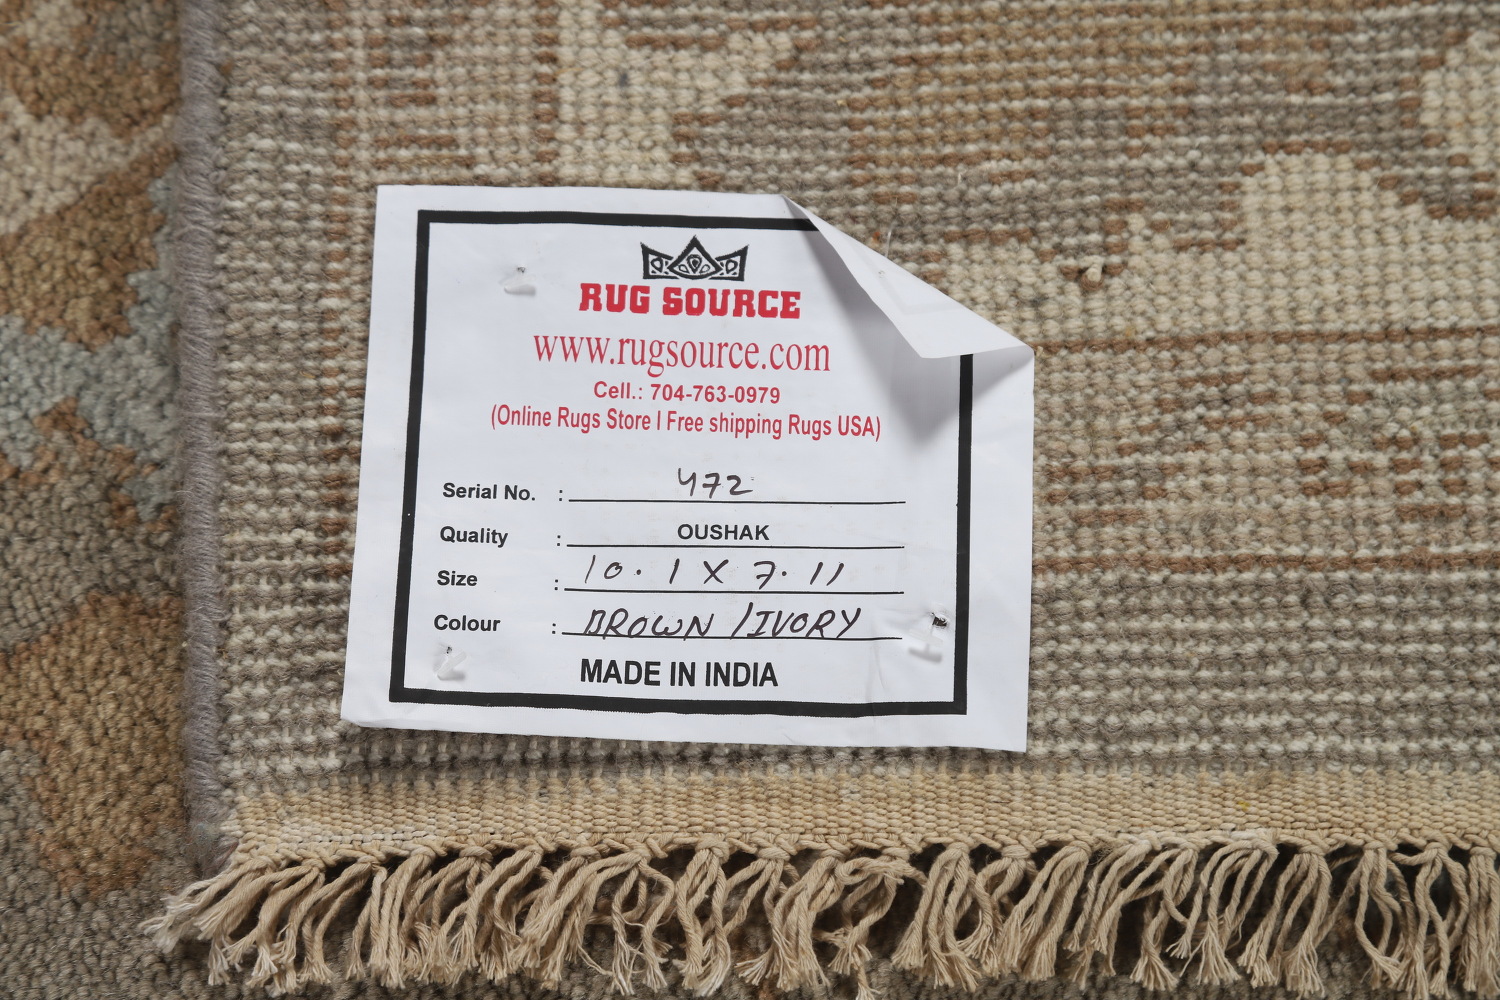 RUG SOURCE
www.rugsource.com
Cell.: 704-763-0979
(Online Rugs Store I Free shipping Rugs USA)
Serial No. : 472
Quality : OUSHAK
Size : 10.1 X 7.11
Colour : BROWN /IVORY
MADE IN INDIA